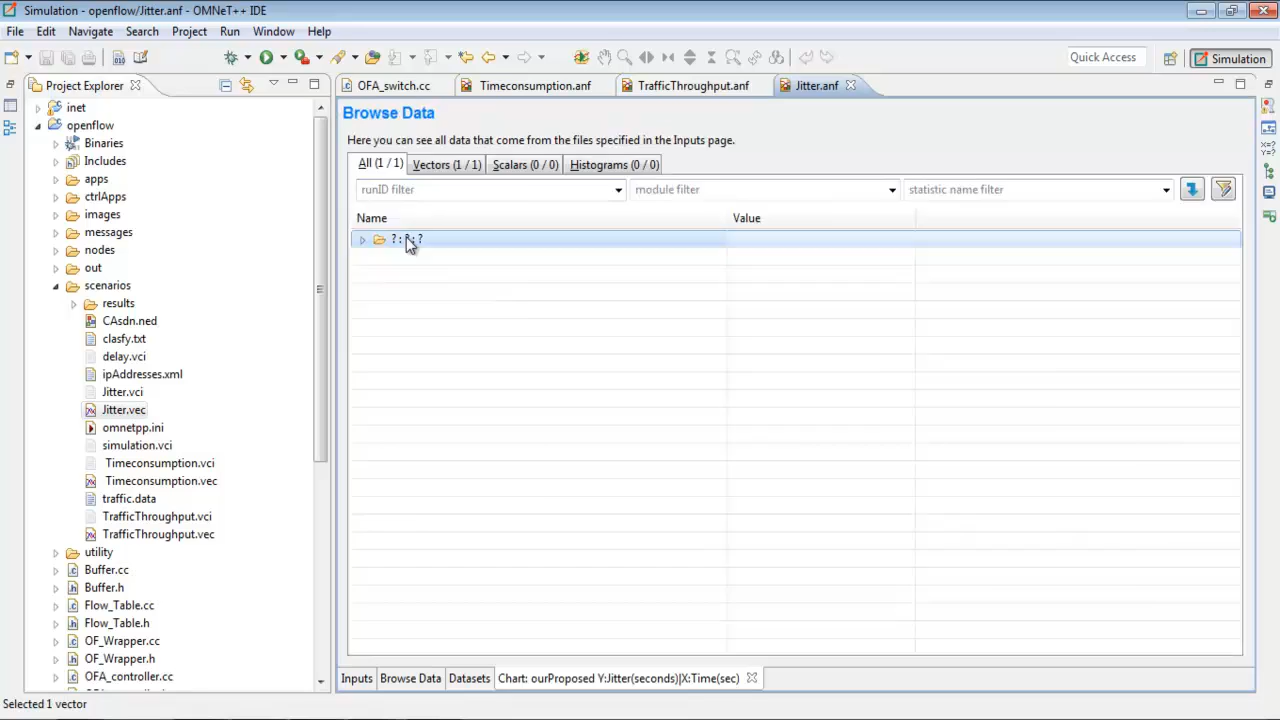 Simulation - openflow/Jitter.anf - OMNeT++ IDE
File Edit Navigate Search Project Run Window Help
Quick Access Simulation
Project Explorer
OFA_switch.cc Timeconsumption.anf TrafficThroughput.anf Jitter.anf
inet
openflow
Binaries
Includes
apps
ctrlApps
images
messages
nodes
out
scenarios
results
CAsdn.ned
clasfy.txt
delay.vci
ipAddresses.xml
Jitter.vci
Jitter.vec
omnetpp.ini
simulation.vci
Timeconsumption.vci
Timeconsumption.vec
traffic.data
TrafficThroughput.vci
TrafficThroughput.vec
utility
Buffer.cc
Buffer.h
Flow_Table.cc
Flow_Table.h
OF_Wrapper.cc
OF_Wrapper.h
OFA_controller.cc
Browse Data
Here you can see all data that come from the files specified in the Inputs page.
All (1 / 1) Vectors (1 / 1) Scalars (0 / 0) Histograms (0 / 0)
runID filter module filter statistic name filter
Name Value
? : ? : ?
Inputs Browse Data Datasets Chart: ourProposed Y:Jitter(seconds)|X:Time(sec)
Selected 1 vector